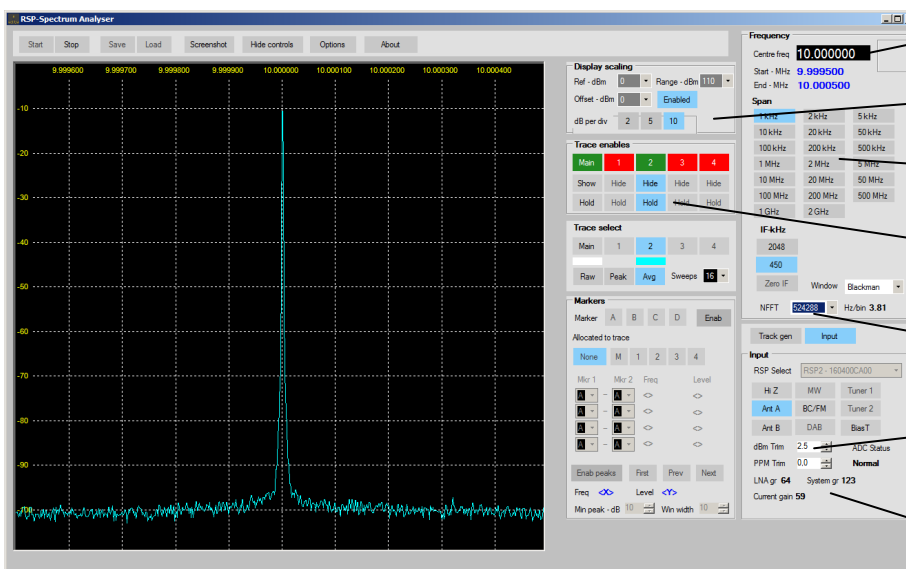 RSP-Spectrum Analyser
Start Stop Save Load Screenshot Hide controls Options About
9.999600 9.999700 9.999800 9.999900 10.000000 10.000100 10.000200 10.000300 10.000400
-10
-20
-30
-40
-50
-60
-70
-80
-90
-100
Display scaling
Ref - dBm 0 Range - dBm 110
Offset - dBm 0 Enabled
dB per div 2 5 10
Trace enables
Main 1 2 3 4
Show Hide Hide Hide Hide
Hold Hold Hold Hold Hold
Trace select
Main 1 2 3 4
Raw Peak Avg Sweeps 16
Markers
Marker A B C D Enab
Allocated to trace
None M 1 2 3 4
Mkr 1 Mkr 2 Freq Level
A - A <> <>
A - A <> <>
A - A <> <>
A - A <> <>
Enab peaks First Prev Next
Freq <X> Level <Y>
Min peak - dB 10 Win width 10
Frequency
Centre freq 10.000000
Start - MHz 9.999500
End - MHz 10.000500
Span
1 kHz 2 kHz 5 kHz
10 kHz 20 kHz 50 kHz
100 kHz 200 kHz 500 kHz
1 MHz 2 MHz 5 MHz
10 MHz 20 MHz 50 MHz
100 MHz 200 MHz 500 MHz
1 GHz 2 GHz
IF-kHz
2048
450
Zero IF Window Blackman
NFFT 524288 Hz/bin 3.81
Track gen Input
Input
RSP Select RSP2 - 160400CA00
Hi Z MW Tuner 1
Ant A BC/FM Tuner 2
Ant B DAB Bias T
dBm Trim 2.5 ADC Status
PPM Trim 0.0 Normal
LNA gr 64 System gr 123
Current gain 59